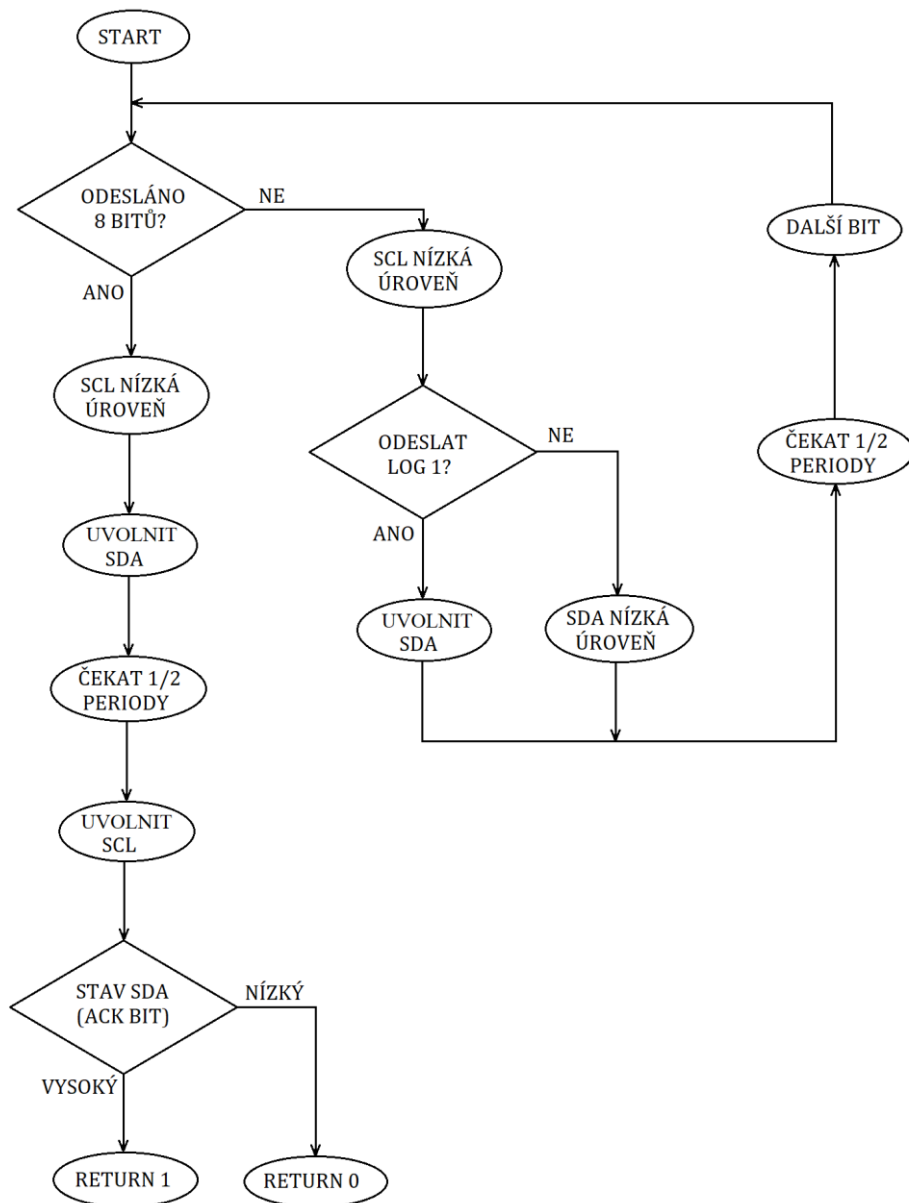 START
ODESLÁNO
8 BITŮ?
NE
ANO
SCL NÍZKÁ
ÚROVEŇ
DALŠÍ BIT
SCL NÍZKÁ
ÚROVEŇ
ODESLAT
LOG 1?
NE
ANO
ČEKAT 1/2
PERIODY
UVOLNIT
SDA
UVOLNIT
SDA
SDA NÍZKÁ
ÚROVEŇ
ČEKAT 1/2
PERIODY
UVOLNIT
SCL
STAV SDA
(ACK BIT)
NÍZKÝ
VYSOKÝ
RETURN 1
RETURN 0